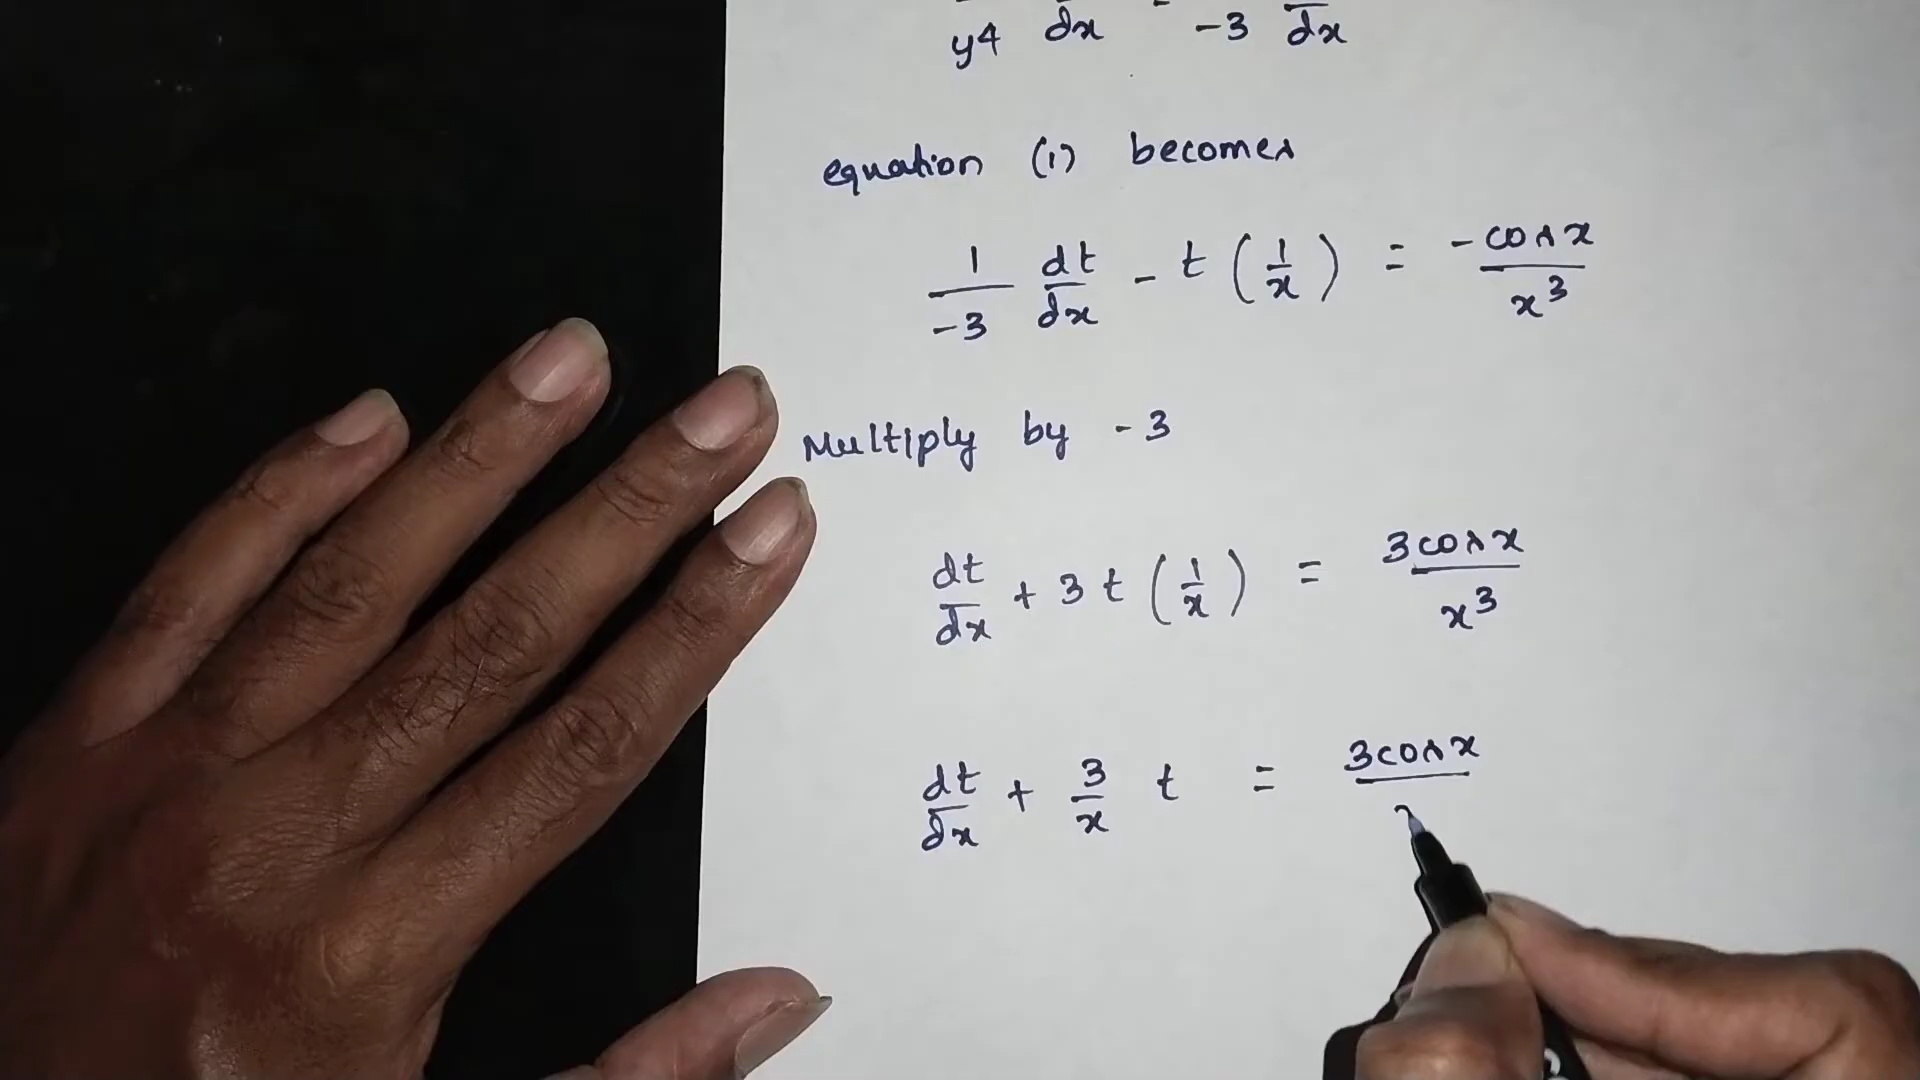 y4 dx -3 dx
equation (1) becomes
1/-3 dt/dx - t (1/x) = -cosx/x³
Multiply by -3
dt/dx + 3t (1/x) = 3cosx/x³
dt/dx + 3/x t = 3cosx/